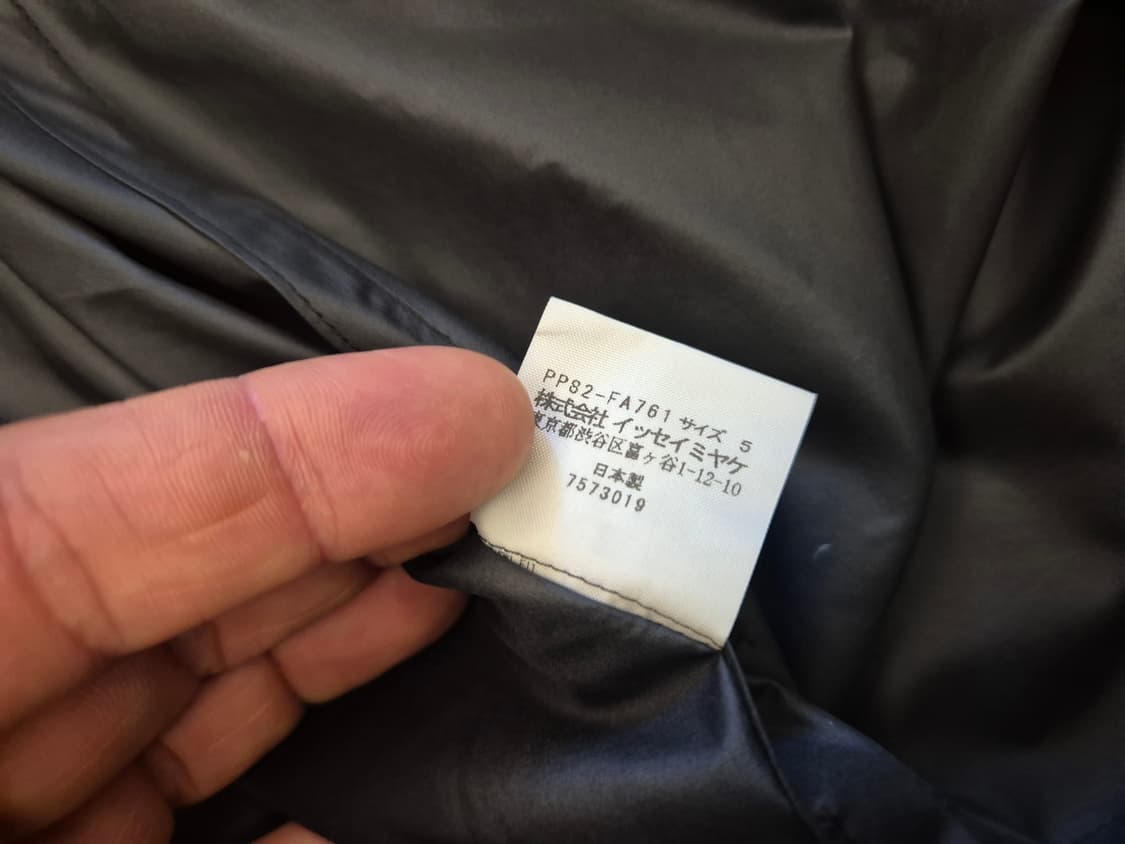 PP82-FA761 サイズ 5
株式会社 イッセイミヤケ
東京都渋谷区富ヶ谷1-12-10
日本製
7573019